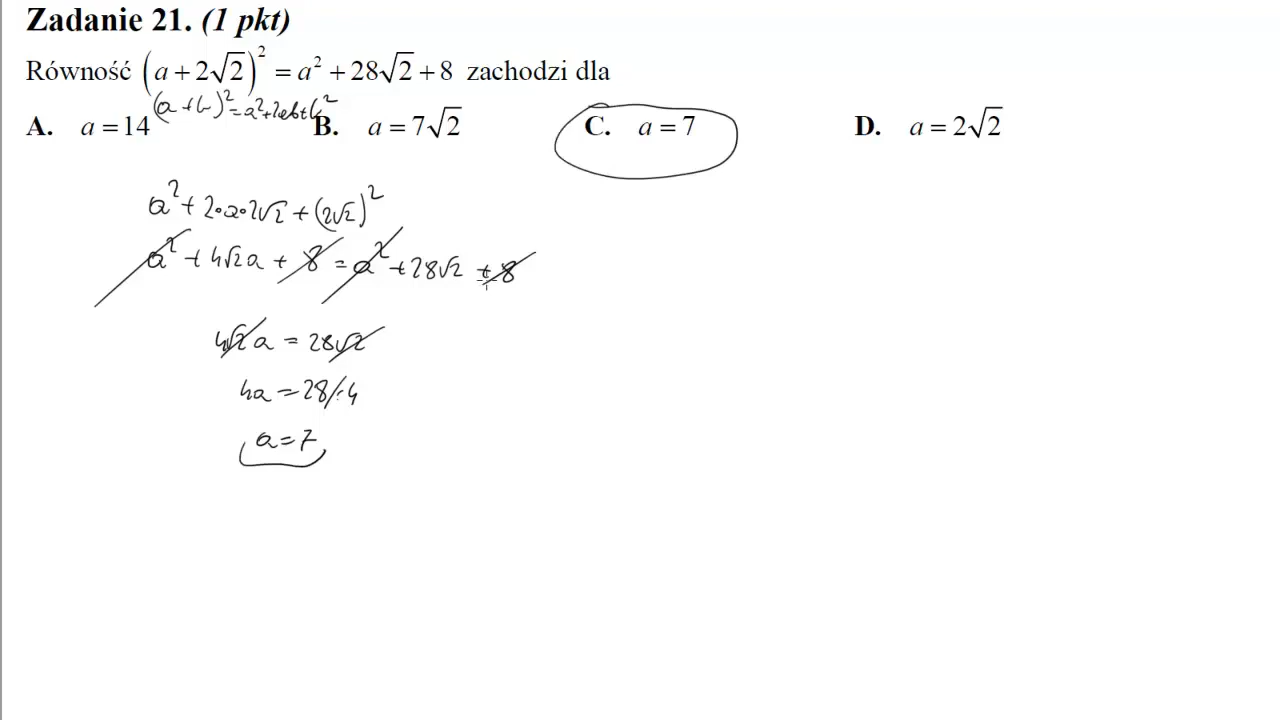 Zadanie 21. (1 pkt)
Równość (a + 2√2)² = a² + 28√2 + 8 zachodzi dla
(a+b)² = a²+2ab+b²
A. a = 14 B. a = 7√2 C. a = 7 D. a = 2√2
a² + 2·a·2√2 + (2√2)²
a² + 4√2a + 8 = a² + 28√2 + 8
4√2a = 28√2
4a = 28 /:4
a = 7